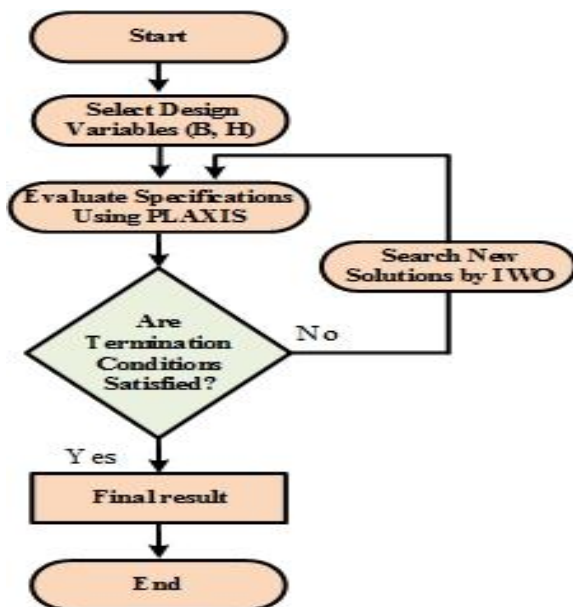 Start
Select Design
Variables (B, H)
Evaluate Specifications
Using PLAXIS
Search New
Solutions by IWO
Are
Termination
Conditions
Satisfied?
No
Yes
Final result
End